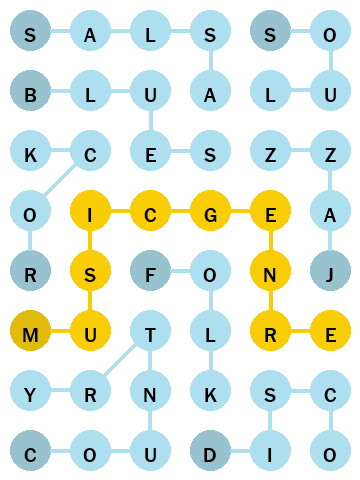 S A L S S O
B L U A L U
K C E S Z Z
O I C G E A
R S F O N J
M U T L R E
Y R N K S C
C O U D I O